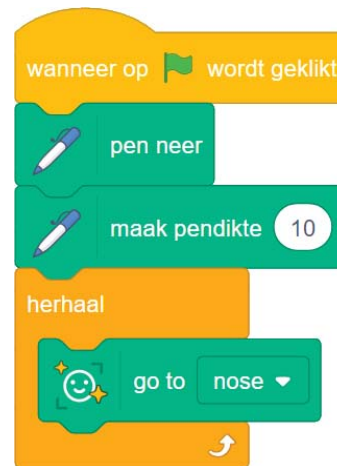 wanneer op wordt geklikt
pen neer
maak pendikte 10
herhaal
go to nose